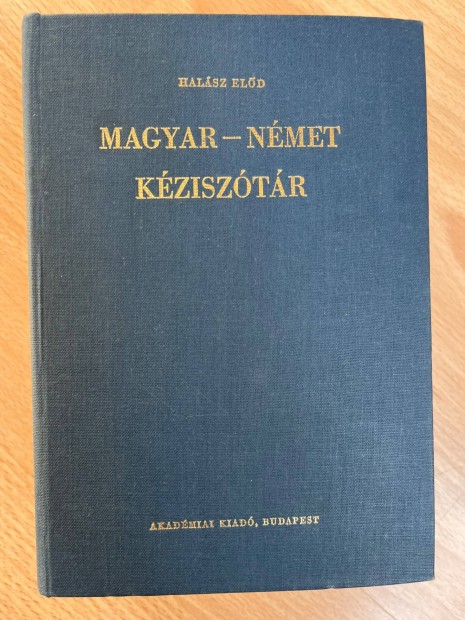 HALÁSZ ELŐD
MAGYAR – NÉMET
KÉZISZÓTÁR
AKADÉMIAI KIADÓ, BUDAPEST